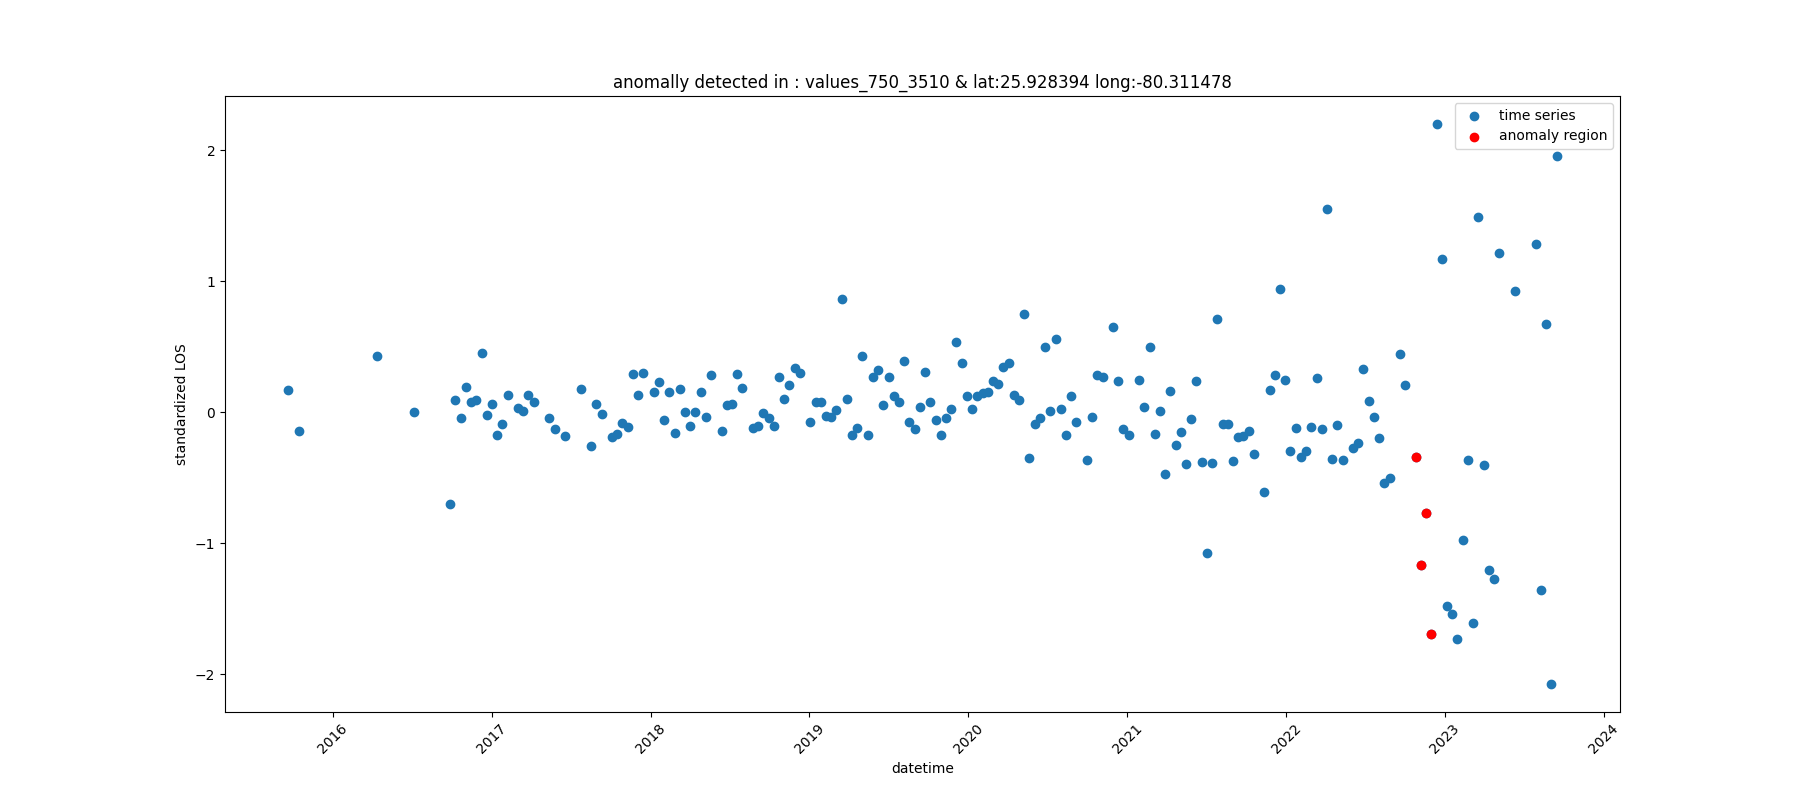 anomally detected in : values_750_3510 & lat:25.928394 long:-80.311478
time series
anomaly region
standardized LOS
2
1
0
−1
−2
2016
2017
2018
2019
2020
2021
2022
2023
2024
datetime